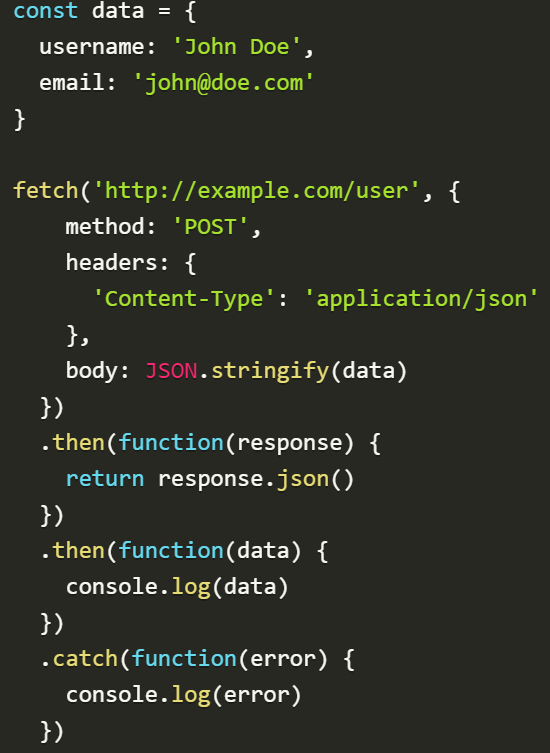 const data = {
  username: 'John Doe',
  email: 'john@doe.com'
}

fetch('http://example.com/user', {
    method: 'POST',
    headers: {
      'Content-Type': 'application/json'
    },
    body: JSON.stringify(data)
  })
  .then(function(response) {
    return response.json()
  })
  .then(function(data) {
    console.log(data)
  })
  .catch(function(error) {
    console.log(error)
  })